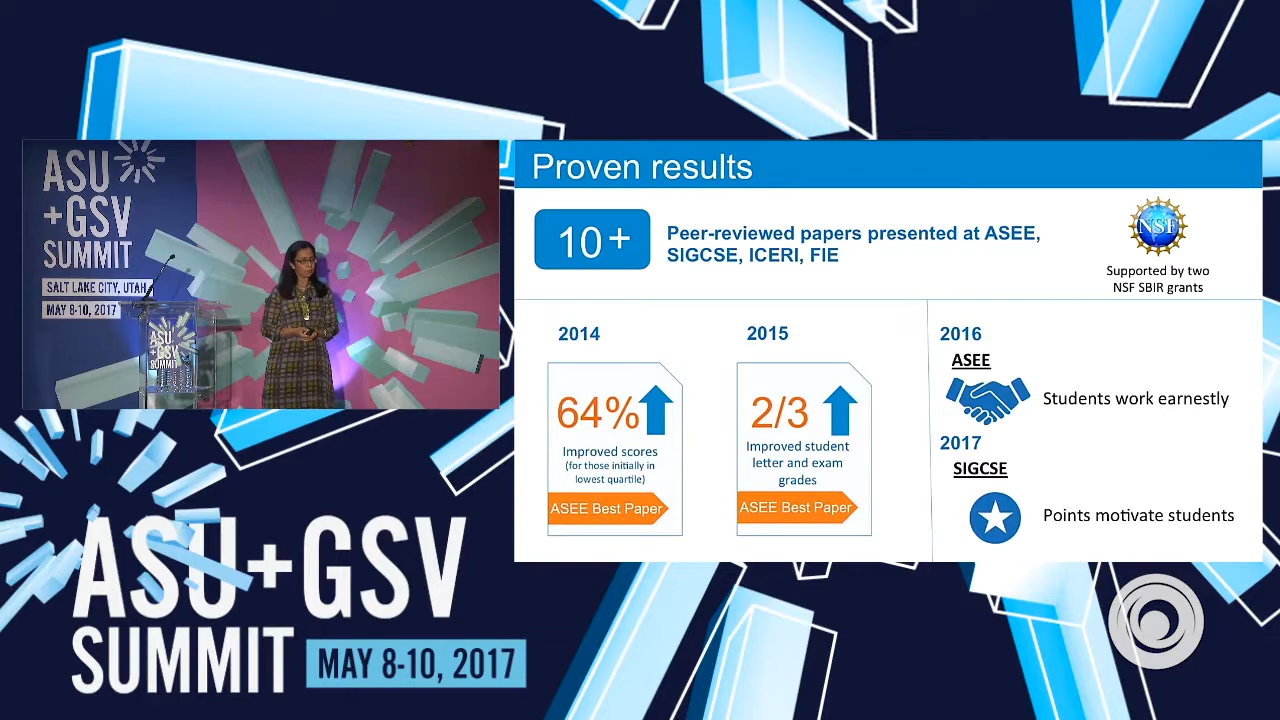 ASU
+GSV
SUMMIT
SALT LAKE CITY, UTAH
MAY 8-10, 2017
ASU
+GSV
SUMMIT
Proven results
10+
Peer-reviewed papers presented at ASEE,
SIGCSE, ICERI, FIE
NSF
Supported by two
NSF SBIR grants
2014
64%
Improved scores
(for those initially in
lowest quartile)
ASEE Best Paper
2015
2/3
Improved student
letter and exam
grades
ASEE Best Paper
2016
ASEE
Students work earnestly
2017
SIGCSE
Points motivate students
ASU+GSV
SUMMIT
MAY 8-10, 2017